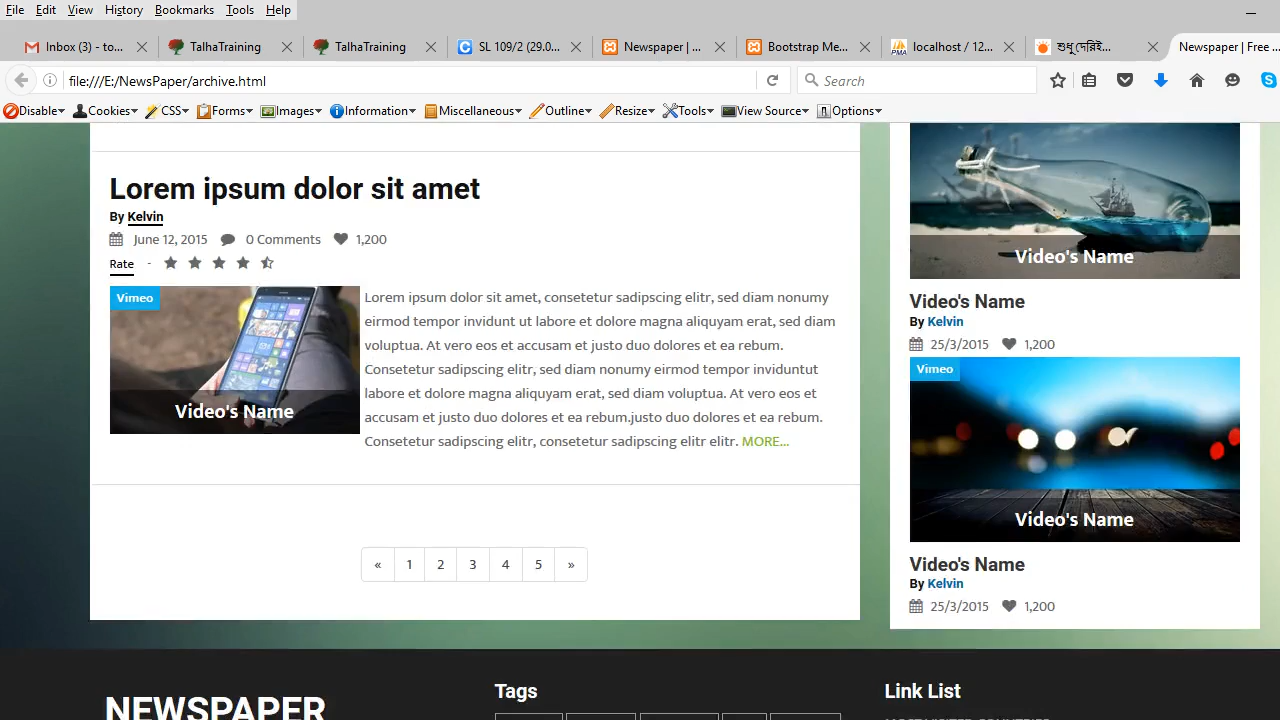 File Edit View History Bookmarks Tools Help
Inbox (3) - to... TalhaTraining TalhaTraining SL 109/2 (29.0... Newspaper | ... Bootstrap Me... localhost / 12... শুধু দেরিই... Newspaper | Free ...
file:///E:/NewsPaper/archive.html Search
Disable Cookies CSS Forms Images Information Miscellaneous Outline Resize Tools View Source Options
Lorem ipsum dolor sit amet
By Kelvin
June 12, 2015 0 Comments 1,200
Rate -
Vimeo
Video's Name
Lorem ipsum dolor sit amet, consetetur sadipscing elitr, sed diam nonumy
eirmod tempor invidunt ut labore et dolore magna aliquyam erat, sed diam
voluptua. At vero eos et accusam et justo duo dolores et ea rebum.
Consetetur sadipscing elitr, sed diam nonumy eirmod tempor inviduntut
labore et dolore magna aliquyam erat, sed diam voluptua. At vero eos et
accusam et justo duo dolores et ea rebum.justo duo dolores et ea rebum.
Consetetur sadipscing elitr, consetetur sadipscing elitr elitr. MORE...
« 1 2 3 4 5 »
Video's Name
Video's Name
By Kelvin
25/3/2015 1,200
Vimeo
Video's Name
Video's Name
By Kelvin
25/3/2015 1,200
NEWSPAPER
Tags
Link List